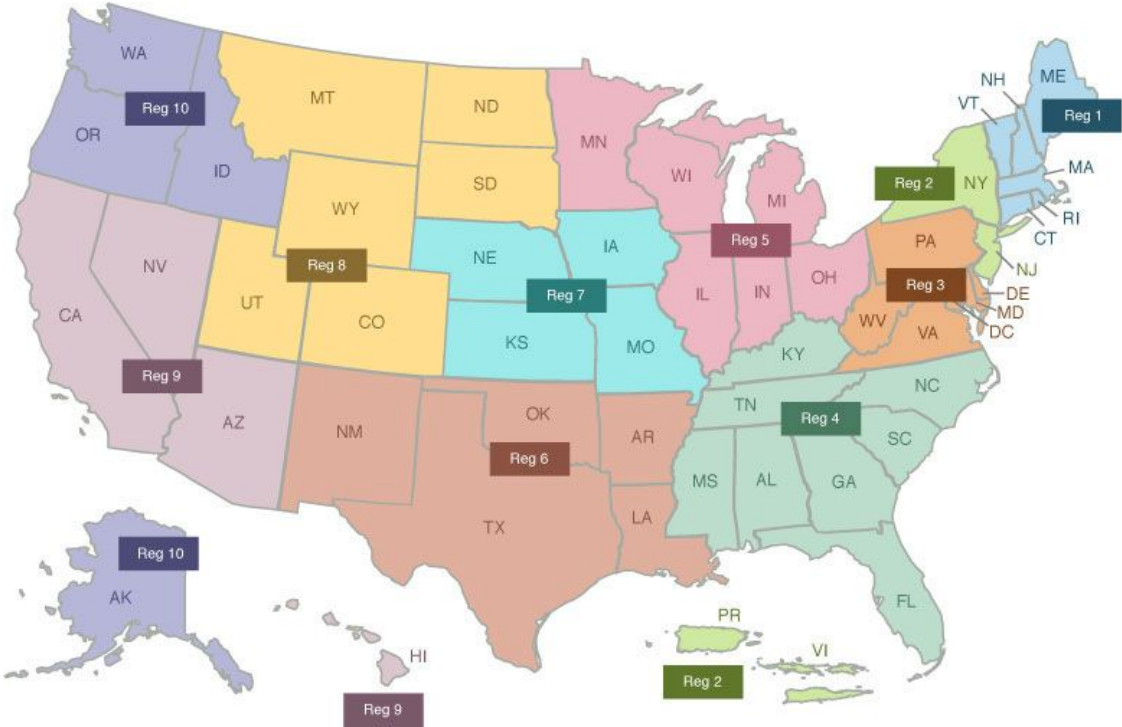 WA
Reg 10
OR
ID
MT
ND
SD
WY
Reg 8
UT
CO
MN
WI
MI
Reg 5
IL
IN
OH
NE
IA
Reg 7
KS
MO
NH
VT
ME
Reg 1
MA
RI
CT
Reg 2
NY
NJ
PA
Reg 3
DE
MD
DC
WV
VA
CA
NV
Reg 9
AZ
NM
OK
Reg 6
TX
AR
LA
KY
TN
NC
Reg 4
SC
MS
AL
GA
FL
AK
Reg 10
HI
Reg 9
PR
Reg 2
VI